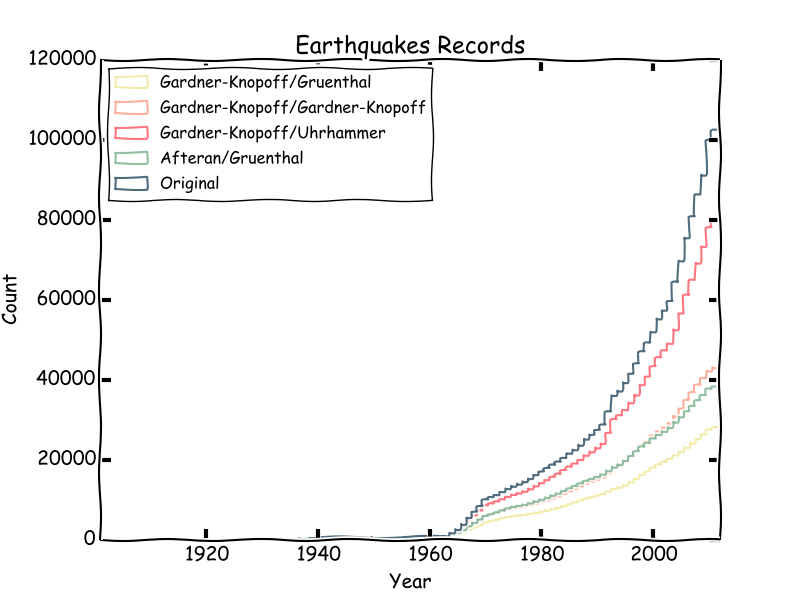 Earthquakes Records
120000
100000
80000
60000
40000
20000
0
Count
Gardner-Knopoff/Gruenthal
Gardner-Knopoff/Gardner-Knopoff
Gardner-Knopoff/Uhrhammer
Afteran/Gruenthal
Original
1920 1940 1960 1980 2000
Year